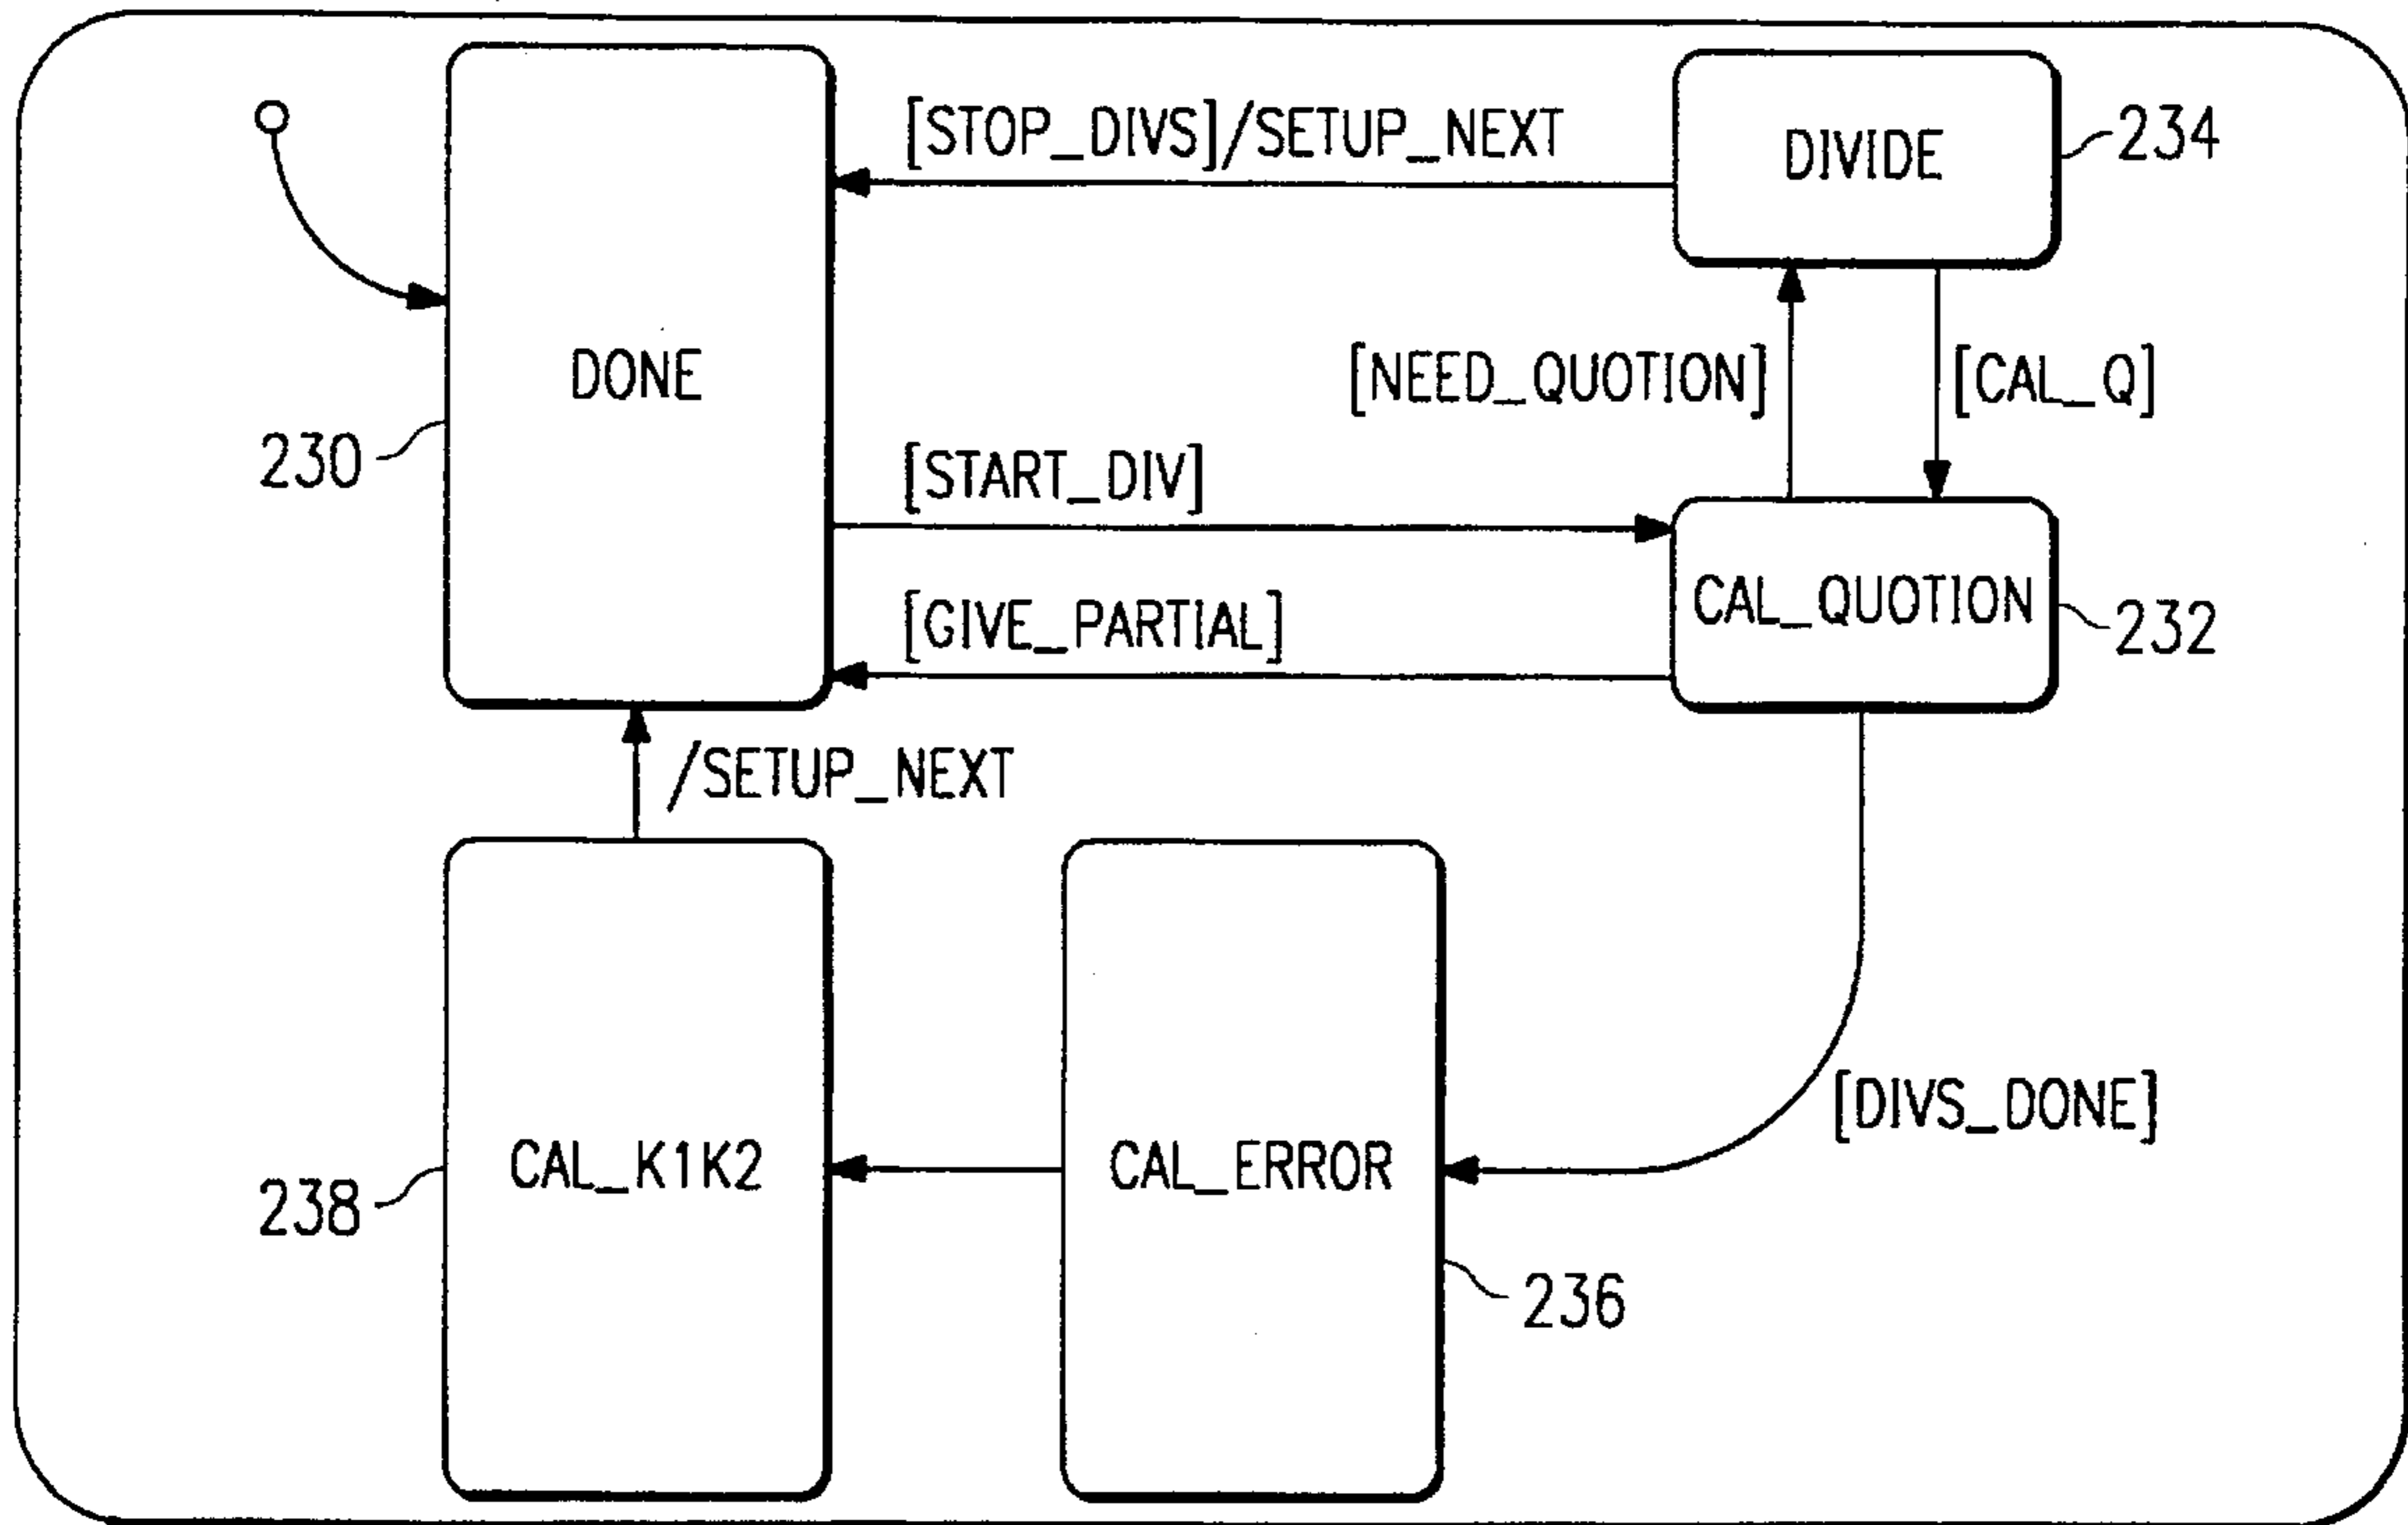 [STOP_DIVS]/SETUP_NEXT
DIVIDE
234
DONE
[NEED_QUOTION]
[CAL_Q]
230
[START_DIV]
[GIVE_PARTIAL]
CAL_QUOTION
232
/SETUP_NEXT
[DIVS_DONE]
CAL_K1K2
CAL_ERROR
238
236